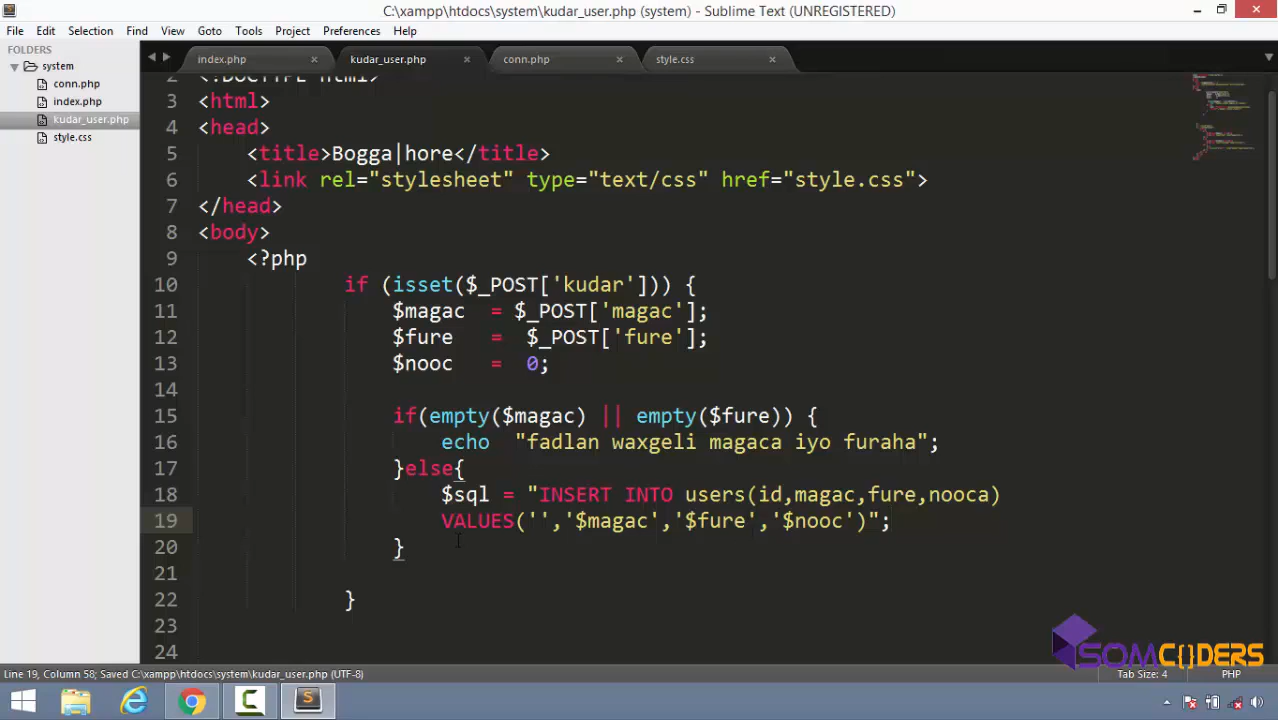 C:\xampp\htdocs\system\kudar_user.php (system) - Sublime Text (UNREGISTERED)
File Edit Selection Find View Goto Tools Project Preferences Help
FOLDERS
system
conn.php
index.php
kudar_user.php
style.css
index.php kudar_user.php conn.php style.css
2 <!DOCTYPE html>
3 <html>
4 <head>
5 <title>Bogga|hore</title>
6 <link rel="stylesheet" type="text/css" href="style.css">
7 </head>
8 <body>
9 <?php
10 if (isset($_POST['kudar'])) {
11 $magac = $_POST['magac'];
12 $fure = $_POST['fure'];
13 $nooc = 0;
14
15 if(empty($magac) || empty($fure)) {
16 echo "fadlan waxgeli magaca iyo furaha";
17 }else{
18 $sql = "INSERT INTO users(id,magac,fure,nooca)
19 VALUES('','$magac','$fure','$nooc')";
20 }
21
22 }
23
24
SOMC{}DERS
Line 19, Column 58; Saved C:\xampp\htdocs\system\kudar_user.php (UTF-8)
Tab Size: 4
PHP